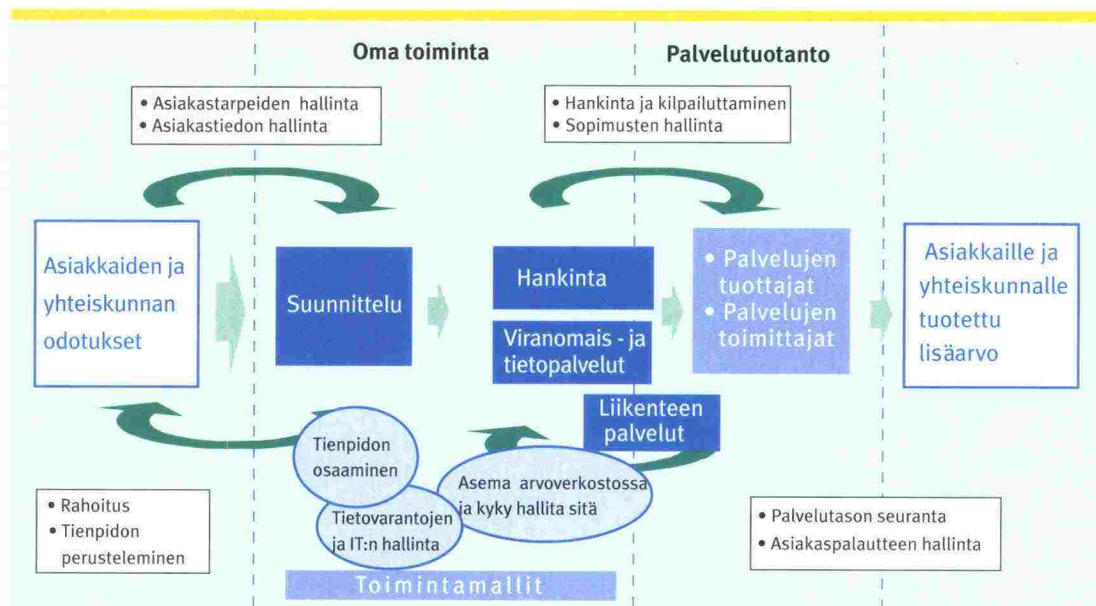 Oma toiminta
Palvelutuotanto
• Asiakastarpeiden hallinta
• Asiakastiedon hallinta
• Hankinta ja kilpailuttaminen
• Sopimusten hallinta
Asiakkaiden ja
yhteiskunnan
odotukset
Suunnittelu
Hankinta
Viranomais - ja
tietopalvelut
Liikenteen
palvelut
• Palvelujen
tuottajat
• Palvelujen
toimittajat
Asiakkaille ja
yhteiskunnalle
tuotettu
lisäarvo
Tienpidon
osaaminen
Tietovarantojen
ja IT:n hallinta
Asema arvoverkostossa
ja kyky hallita sitä
• Rahoitus
• Tienpidon
perusteleminen
• Palvelutason seuranta
• Asiakaspalautteen hallinta
Toimintamallit